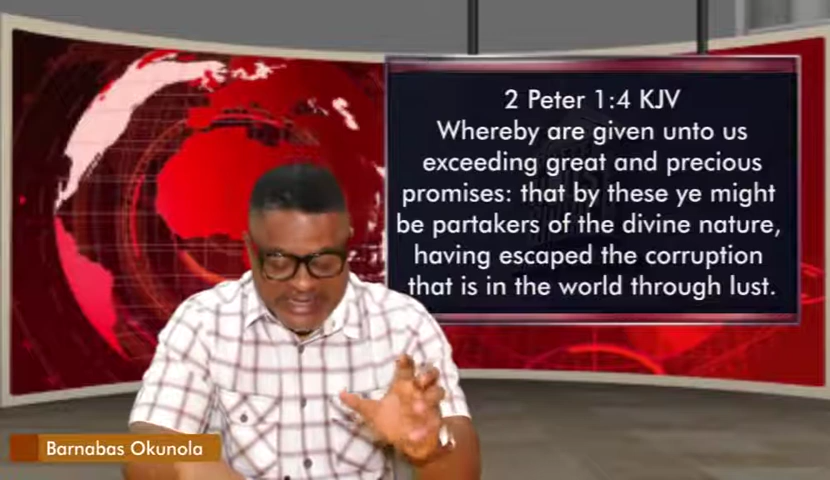 2 Peter 1:4 KJV
Whereby are given unto us
exceeding great and precious
promises: that by these ye might
be partakers of the divine nature,
having escaped the corruption
that is in the world through lust.
Barnabas Okunola